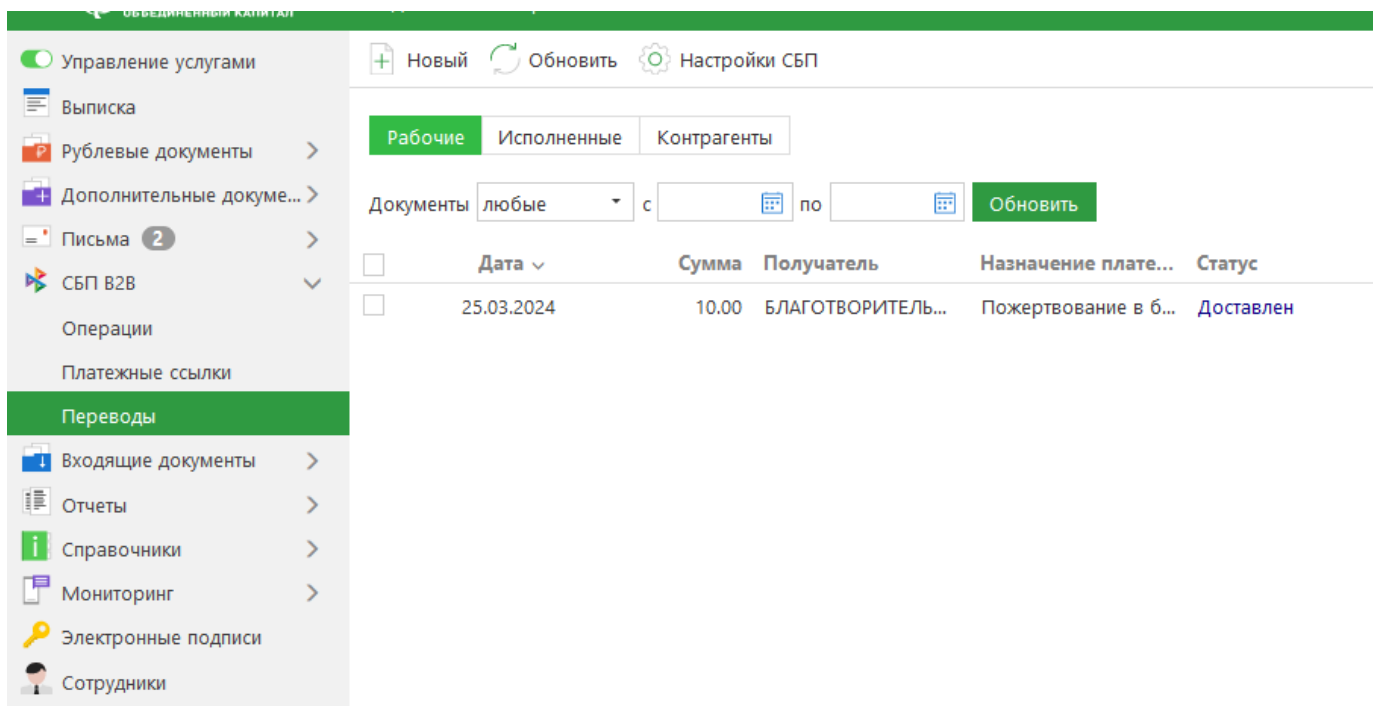 ОБЪЕДИНЕННЫЙ КАПИТАЛ
Управление услугами
Выписка
Рублевые документы
Дополнительные докуме...
Письма 2
СБП B2B
Операции
Платежные ссылки
Переводы
Входящие документы
Отчеты
Справочники
Мониторинг
Электронные подписи
Сотрудники
Новый Обновить Настройки СБП
Рабочие Исполненные Контрагенты
Документы любые с по Обновить
Дата Сумма Получатель Назначение плате... Статус
25.03.2024 10.00 БЛАГОТВОРИТЕЛЬ... Пожертвование в б... Доставлен